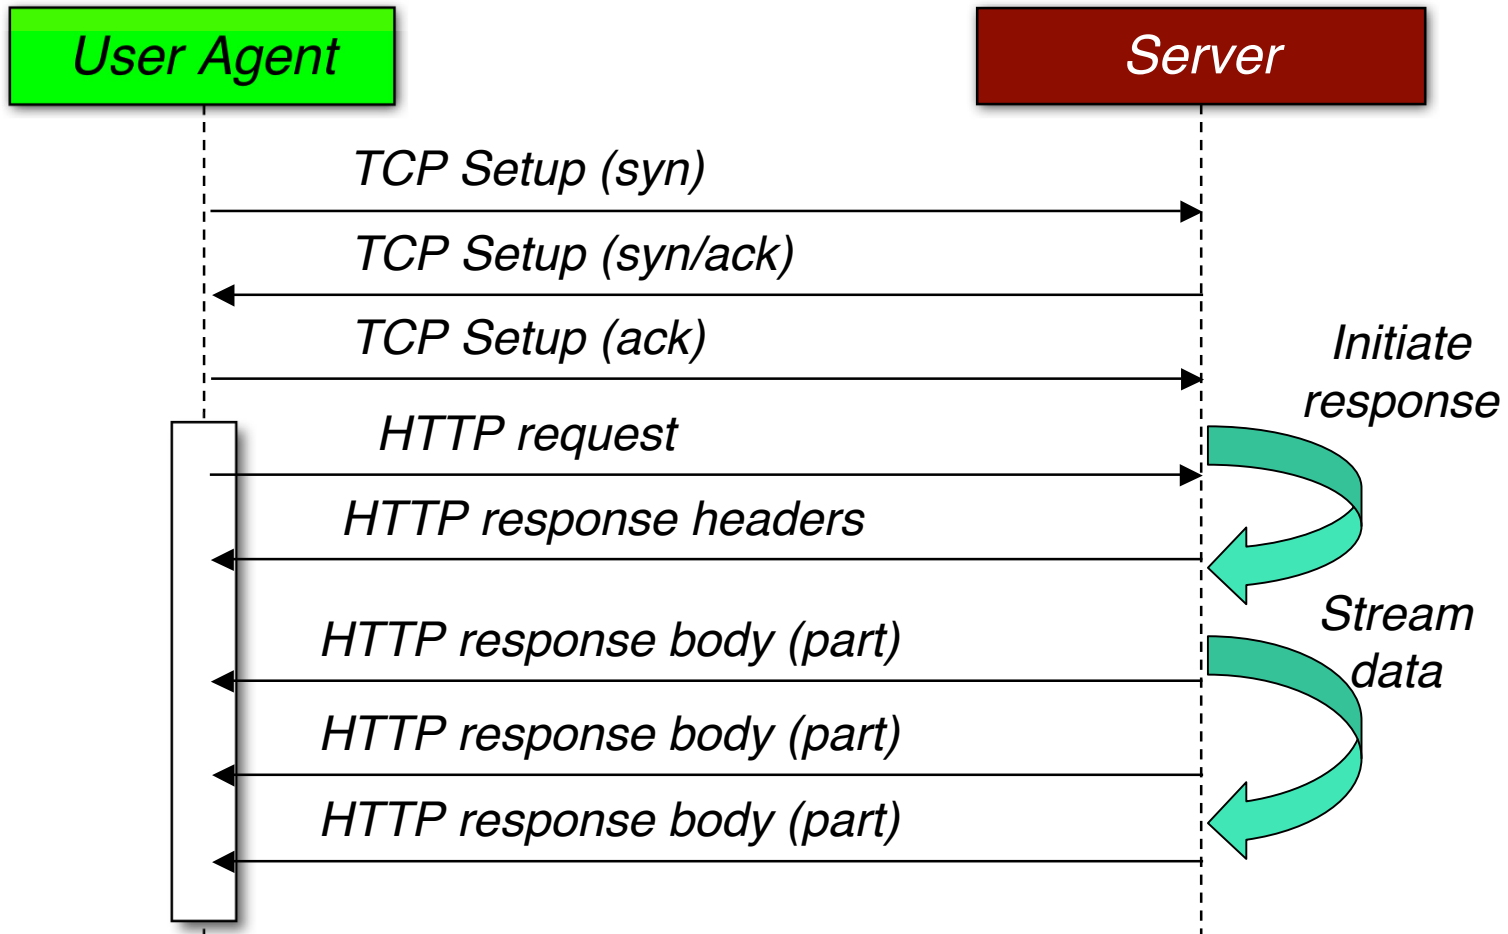 User Agent
Server
TCP Setup (syn)
TCP Setup (syn/ack)
TCP Setup (ack)
Initiate
response
HTTP request
HTTP response headers
Stream
data
HTTP response body (part)
HTTP response body (part)
HTTP response body (part)